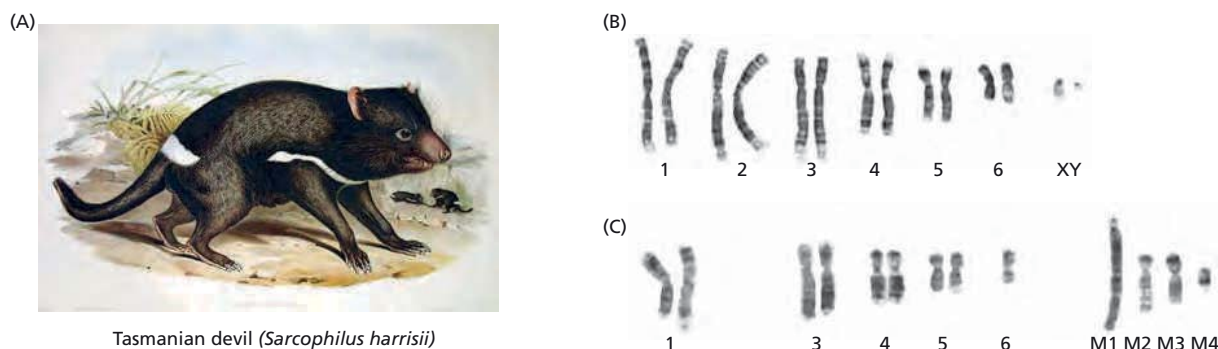 (A)
Tasmanian devil (Sarcophilus harrisii)
(B)
1 2 3 4 5 6 XY
(C)
1 3 4 5 6 M1 M2 M3 M4